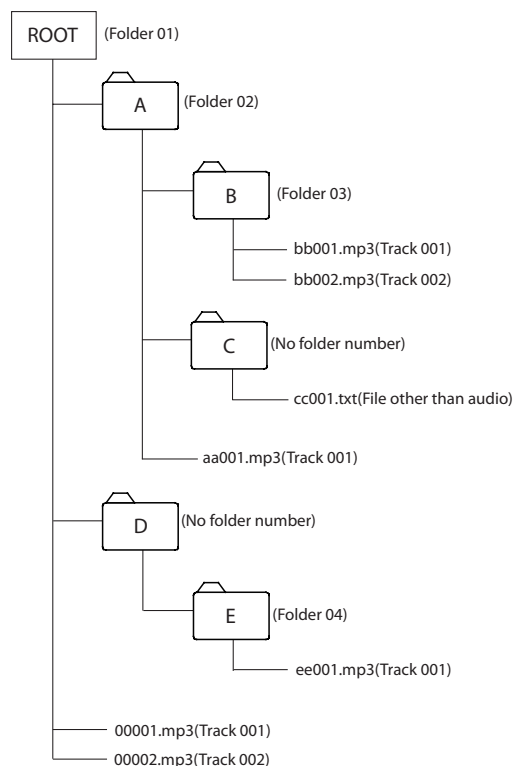 ROOT (Folder 01)
A (Folder 02)
B (Folder 03)
bb001.mp3(Track 001)
bb002.mp3(Track 002)
C (No folder number)
cc001.txt(File other than audio)
aa001.mp3(Track 001)
D (No folder number)
E (Folder 04)
ee001.mp3(Track 001)
00001.mp3(Track 001)
00002.mp3(Track 002)